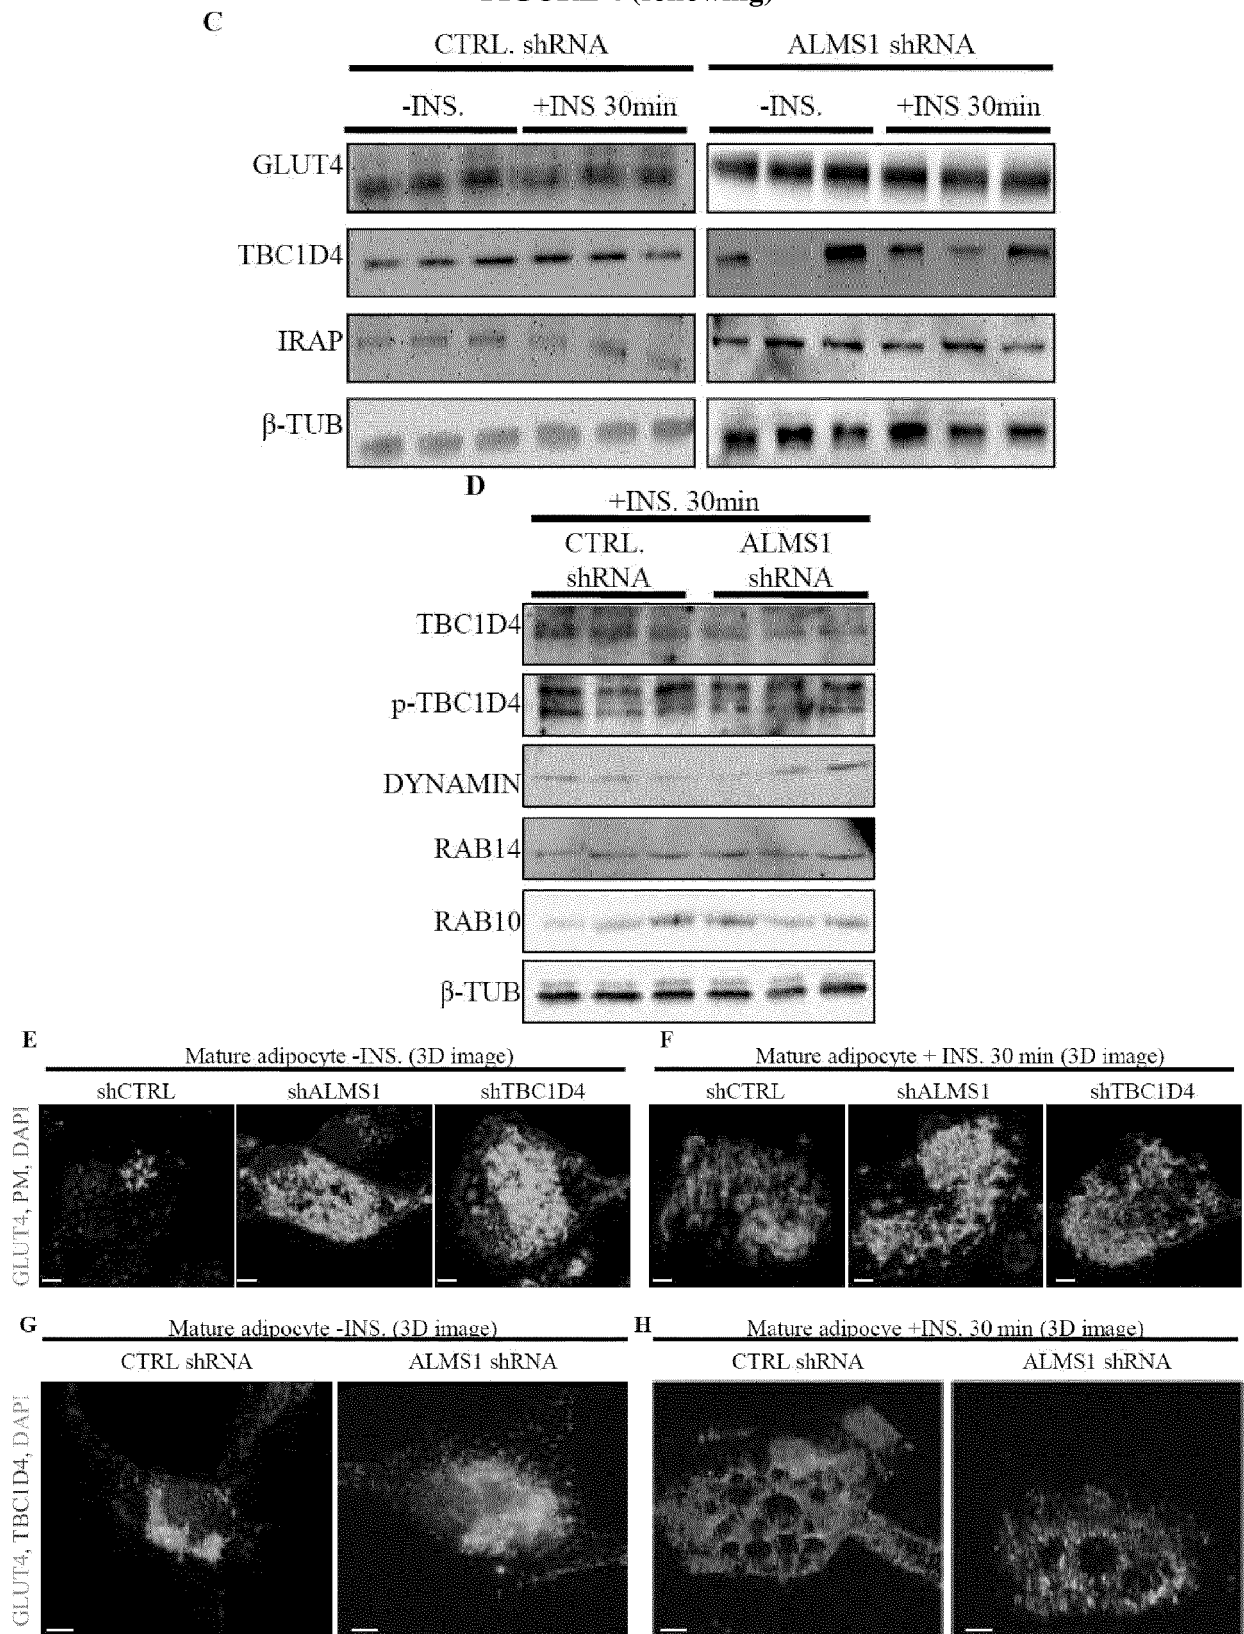 C
CTRL. shRNA ALMS1 shRNA
-INS. +INS 30min -INS. +INS 30min
GLUT4
TBC1D4
IRAP
β-TUB
D
+INS. 30min
CTRL. shRNA ALMS1 shRNA
TBC1D4
p-TBC1D4
DYNAMIN
RAB14
RAB10
β-TUB
E F
Mature adipocyte -INS. (3D image) Mature adipocyte + INS. 30 min (3D image)
shCTRL shALMS1 shTBC1D4 shCTRL shALMS1 shTBC1D4
GLUT4, PM, DAPI
G H
Mature adipocyte -INS. (3D image) Mature adipocye +INS. 30 min (3D image)
CTRL shRNA ALMS1 shRNA CTRL shRNA ALMS1 shRNA
GLUT4, TBC1D4, DAPI